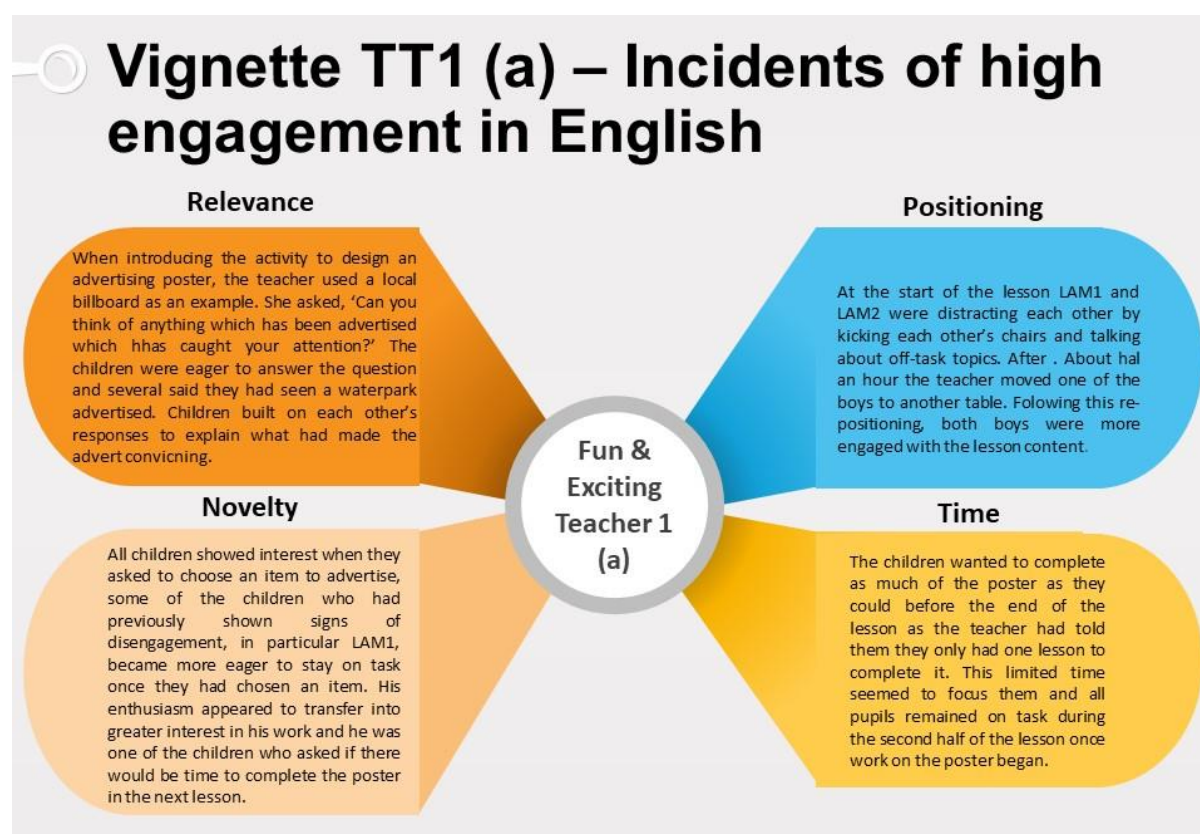 Vignette TT1 (a) – Incidents of high
engagement in English
Relevance
When introducing the activity to design an
advertising poster, the teacher used a local
billboard as an example. She asked, ‘Can you
think of anything which has been advertised
which hhas caught your attention?’ The
children were eager to answer the question
and several said they had seen a waterpark
advertised. Children built on each other’s
responses to explain what had made the
advert convicning.
Positioning
At the start of the lesson LAM1 and
LAM2 were distracting each other by
kicking each other’s chairs and talking
about off-task topics. After . About hal
an hour the teacher moved one of the
boys to another table. Folowing this re-
positioning, both boys were more
engaged with the lesson content.
Fun &
Exciting
Teacher 1
(a)
Novelty
All children showed interest when they
asked to choose an item to advertise,
some of the children who had
previously shown signs of
disengagement, in particular LAM1,
became more eager to stay on task
once they had chosen an item. His
enthusiasm appeared to transfer into
greater interest in his work and he was
one of the children who asked if there
would be time to complete the poster
in the next lesson.
Time
The children wanted to complete
as much of the poster as they
could before the end of the
lesson as the teacher had told
them they only had one lesson to
complete it. This limited time
seemed to focus them and all
pupils remained on task during
the second half of the lesson once
work on the poster began.